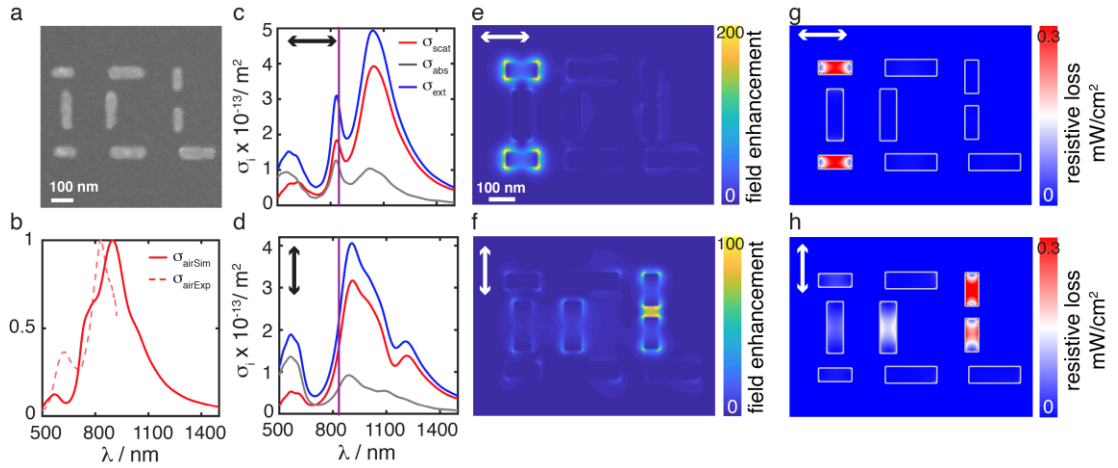 a
100 nm
b
1
0.5
0
500 800 1100 1400
λ / nm
σairSim
σairExp
c
5
4
3
2
1
0
σi x 10⁻¹³/ m²
σscat
σabs
σext
d
4
2
0
σi x 10⁻¹³/ m²
500 800 1100 1400
λ / nm
e
100 nm
200
0
field enhancement
f
100
0
field enhancement
g
0.3
0
resistive loss
mW/cm²
h
0.3
0
resistive loss
mW/cm²